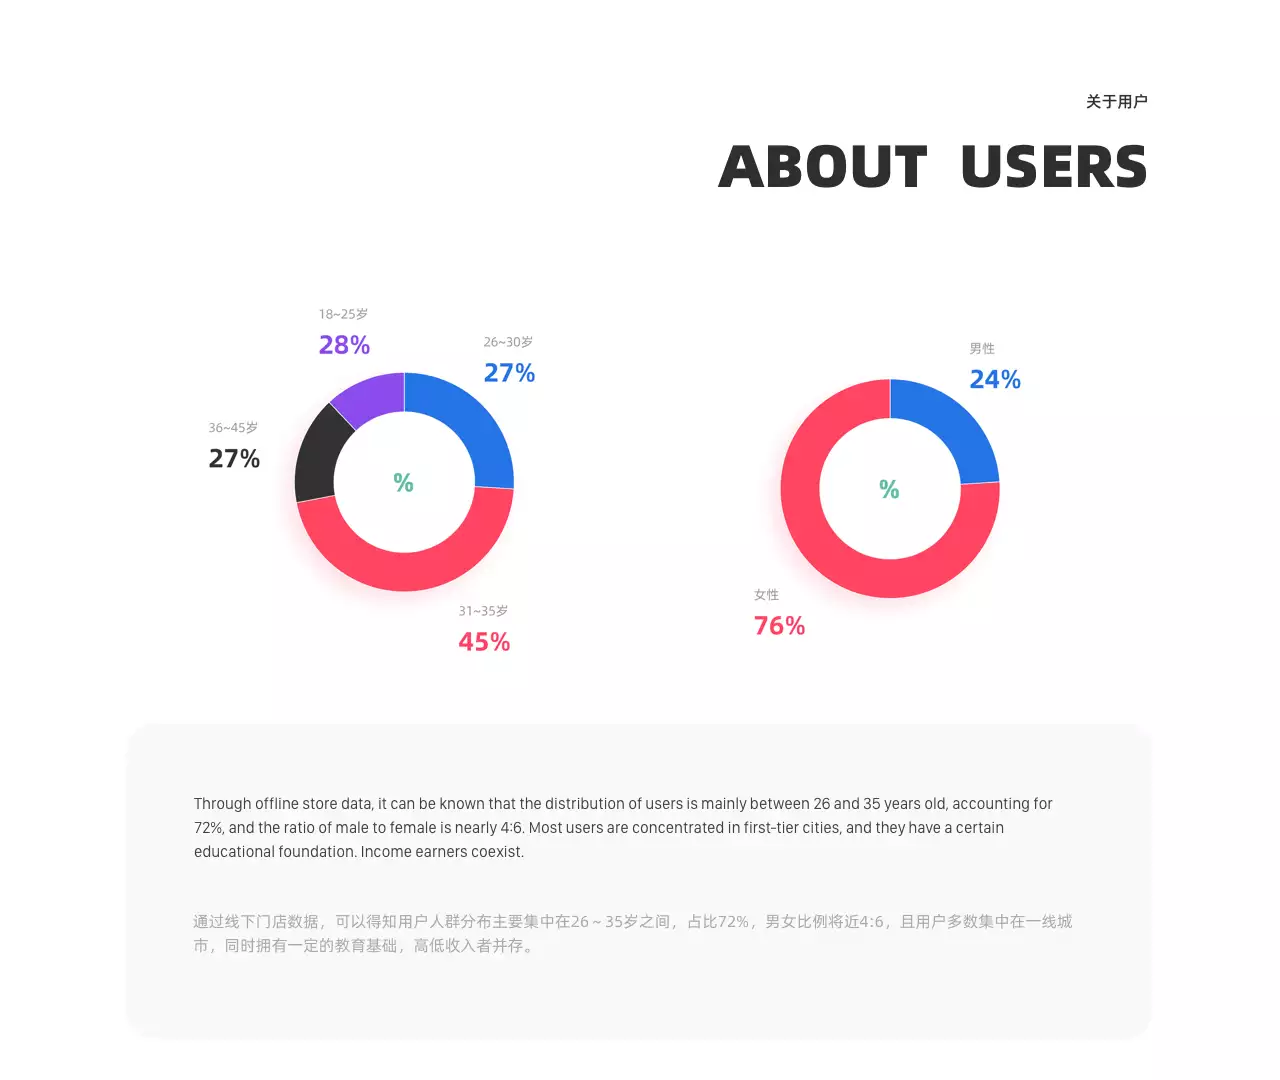 关于用户
ABOUT USERS
18~25岁
28%
26~30岁
27%
36~45岁
27%
%
31~35岁
45%
男性
24%
%
女性
76%
Through offline store data, it can be known that the distribution of users is mainly between 26 and 35 years old, accounting for
72%, and the ratio of male to female is nearly 4:6. Most users are concentrated in first-tier cities, and they have a certain
educational foundation. Income earners coexist.
通过线下门店数据，可以得知用户人群分布主要集中在26 ~ 35岁之间，占比72%，男女比例将近4:6，且用户多数集中在一线城
市，同时拥有一定的教育基础，高低收入者并存。